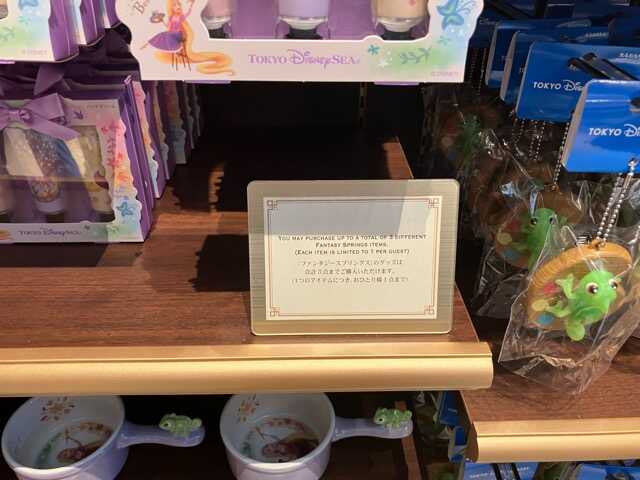 TOKYO DisneySEA
© DISNEY
TOKYO DISNEY
TOKYO Di
TOKYO DISNEYSEA
YOU MAY PURCHASE UP TO A TOTAL OF 3 DIFFERENT
FANTASY SPRINGS ITEMS.
(EACH ITEM IS LIMITED TO 1 PER GUEST)
「ファンタジースプリングス」のグッズは
合計3点までご購入いただけます。
(1つのアイテムにつき、おひとり様1点まで)